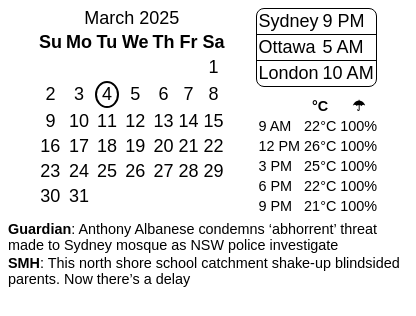 March 2025
Su Mo Tu We Th Fr Sa
1
2 3 4 5 6 7 8
9 10 11 12 13 14 15
16 17 18 19 20 21 22
23 24 25 26 27 28 29
30 31
Sydney 9 PM
Ottawa 5 AM
London 10 AM
°C ☂
9 AM 22°C 100%
12 PM 26°C 100%
3 PM 25°C 100%
6 PM 22°C 100%
9 PM 21°C 100%
Guardian: Anthony Albanese condemns ‘abhorrent’ threat
made to Sydney mosque as NSW police investigate
SMH: This north shore school catchment shake-up blindsided
parents. Now there’s a delay